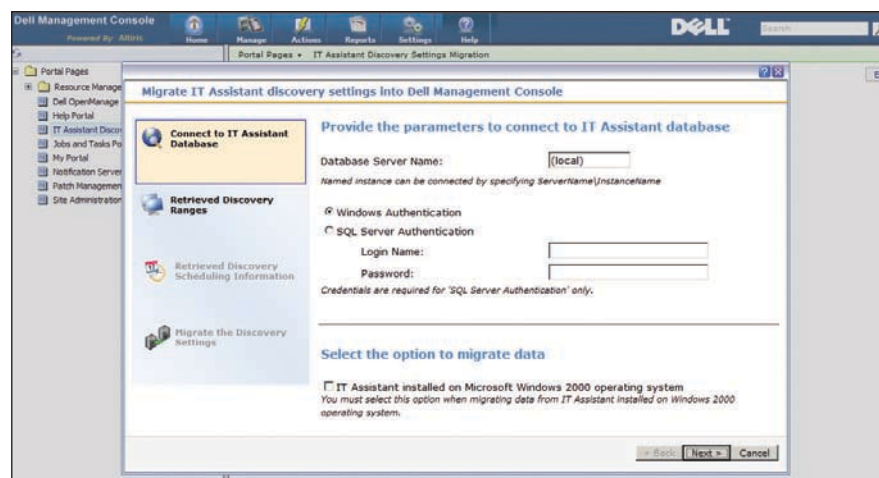 Dell Management Console
Powered By Altiris
Home
Manage
Actions
Reports
Settings
Help
DELL
Search
Portal Pages
IT Assistant Discovery Settings Migration
Portal Pages
Resource Manage
Dell OpenManage
Help Portal
IT Assistant Discov
Jobs and Tasks Po
My Portal
Notification Server
Patch Managemen
Site Administration
Migrate IT Assistant discovery settings into Dell Management Console
Connect to IT Assistant
Database
Retrieved Discovery
Ranges
Retrieved Discovery
Scheduling Information
Migrate the Discovery
Settings
Provide the parameters to connect to IT Assistant database
Database Server Name:
(local)
Named instance can be connected by specifying ServerName\InstanceName
Windows Authentication
SQL Server Authentication
Login Name:
Password:
Credentials are required for 'SQL Server Authentication' only.
Select the option to migrate data
IT Assistant installed on Microsoft Windows 2000 operating system
You must select this option when migrating data from IT Assistant installed on Windows 2000
operating system.
« Back
Next »
Cancel